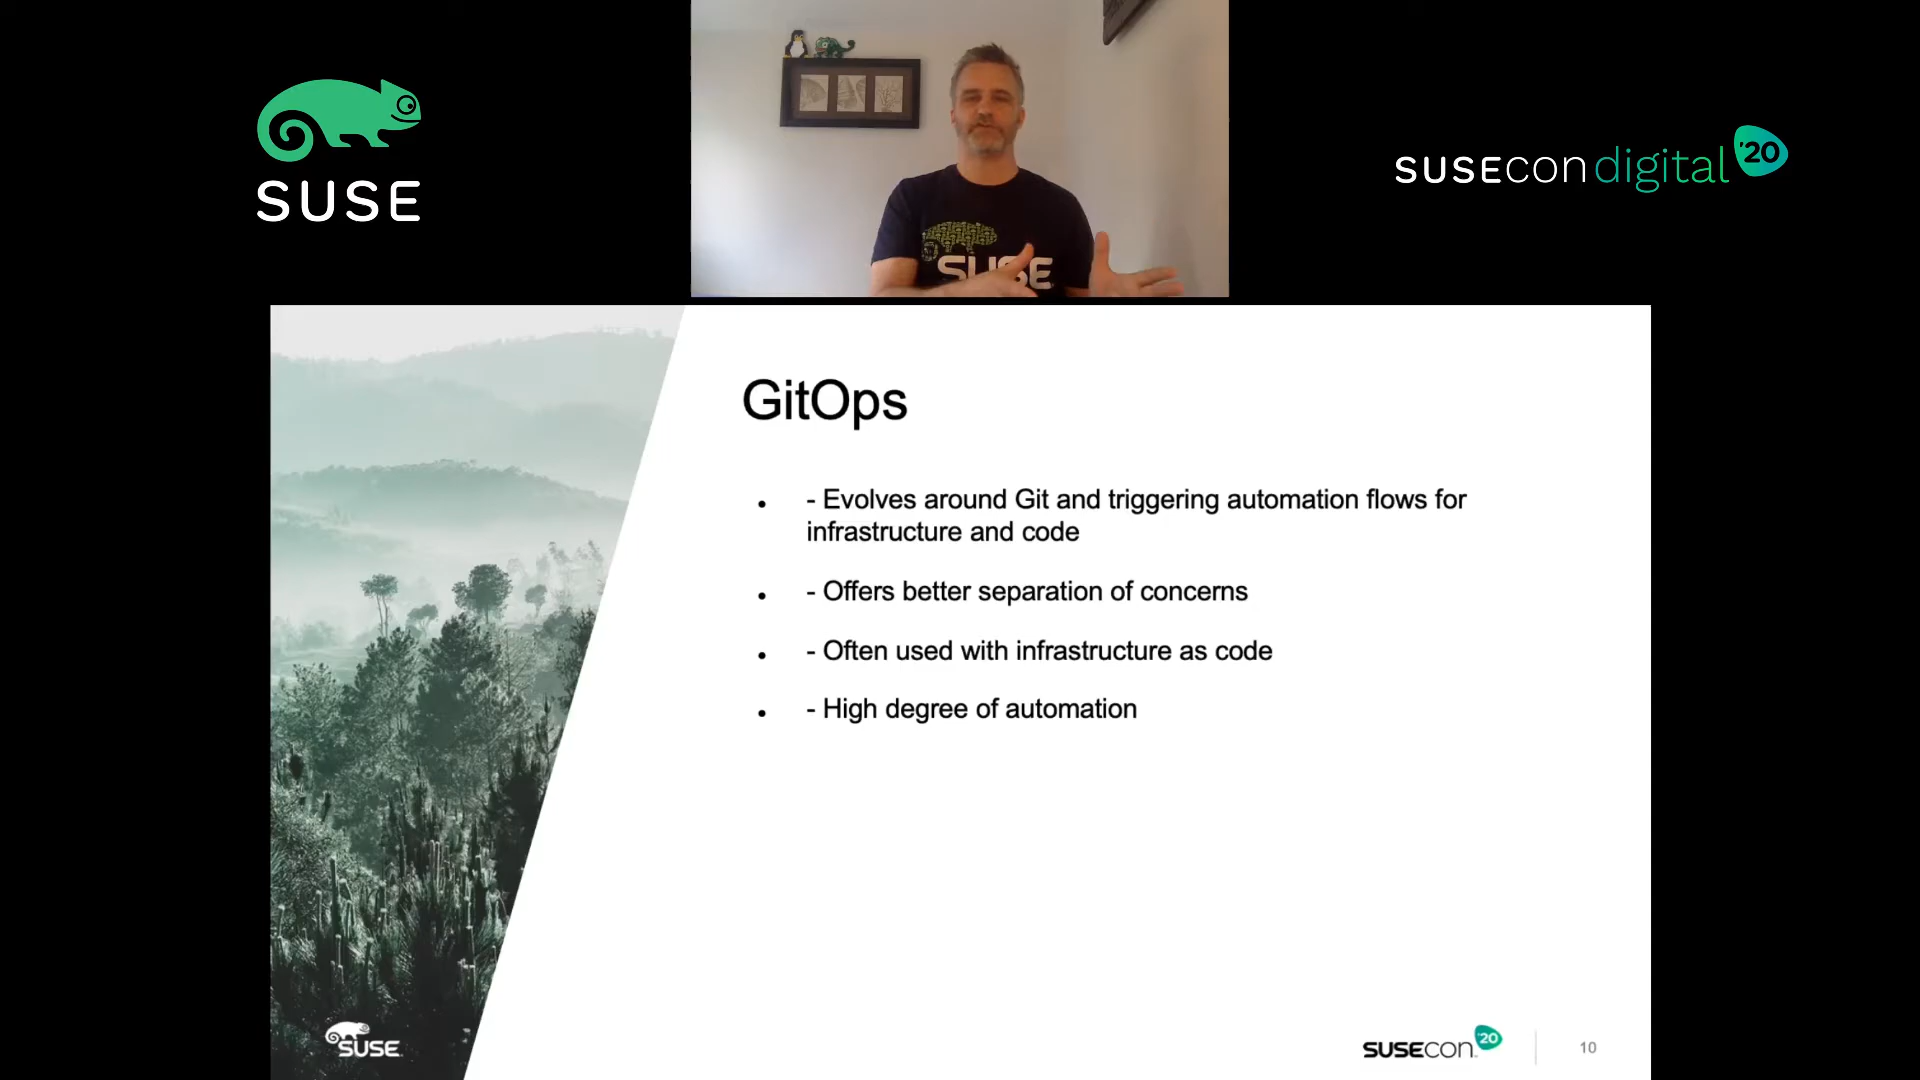 SUSE
SUSEcon digital '20
SUSE
GitOps
• - Evolves around Git and triggering automation flows for
infrastructure and code
• - Offers better separation of concerns
• - Often used with infrastructure as code
• - High degree of automation
SUSE
SUSECON '20
10